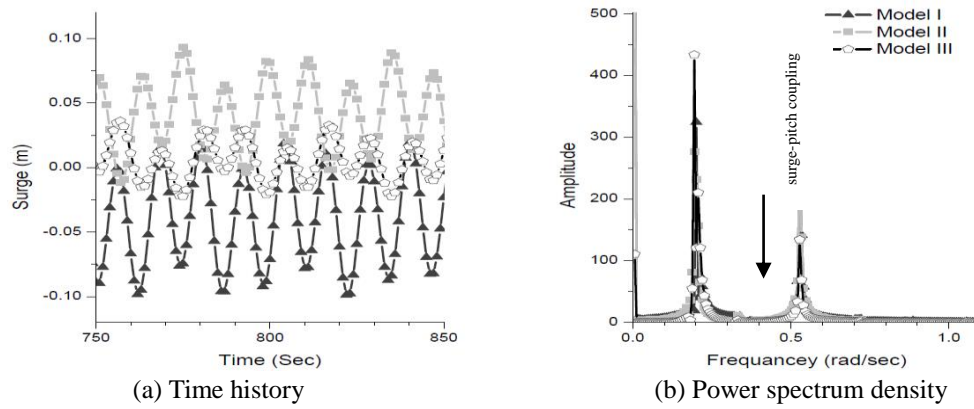 0.10
0.05
0.00
-0.05
-0.10
Surge (m)
750
800
850
Time (Sec)
(a) Time history
500
400
300
200
100
0
Amplitude
Model I
Model II
Model III
surge-pitch coupling
0.0
0.5
1.0
Frequancey (rad/sec)
(b) Power spectrum density